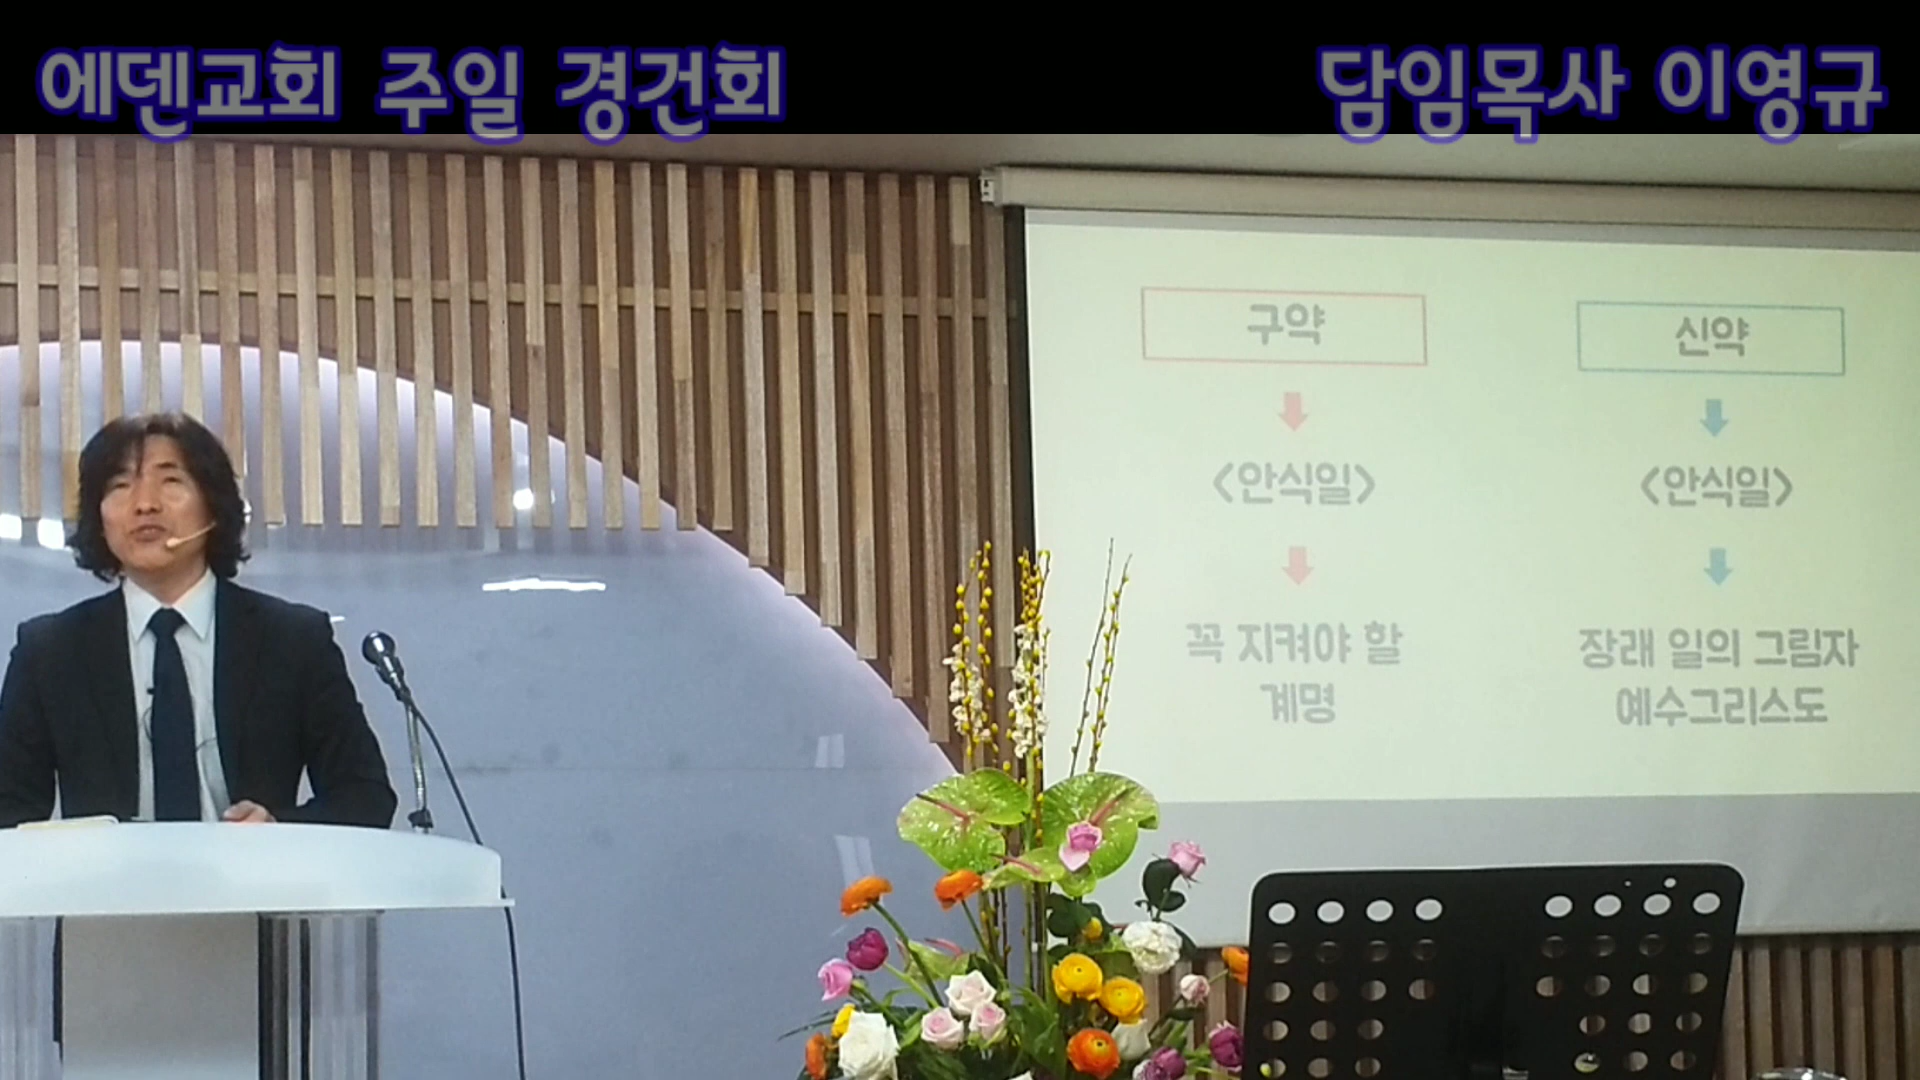 에덴교회 주일 경건회
담임목사 이영규
구약
<안식일>
꼭 지켜야 할
계명
신약
<안식일>
장래 일의 그림자
예수그리스도